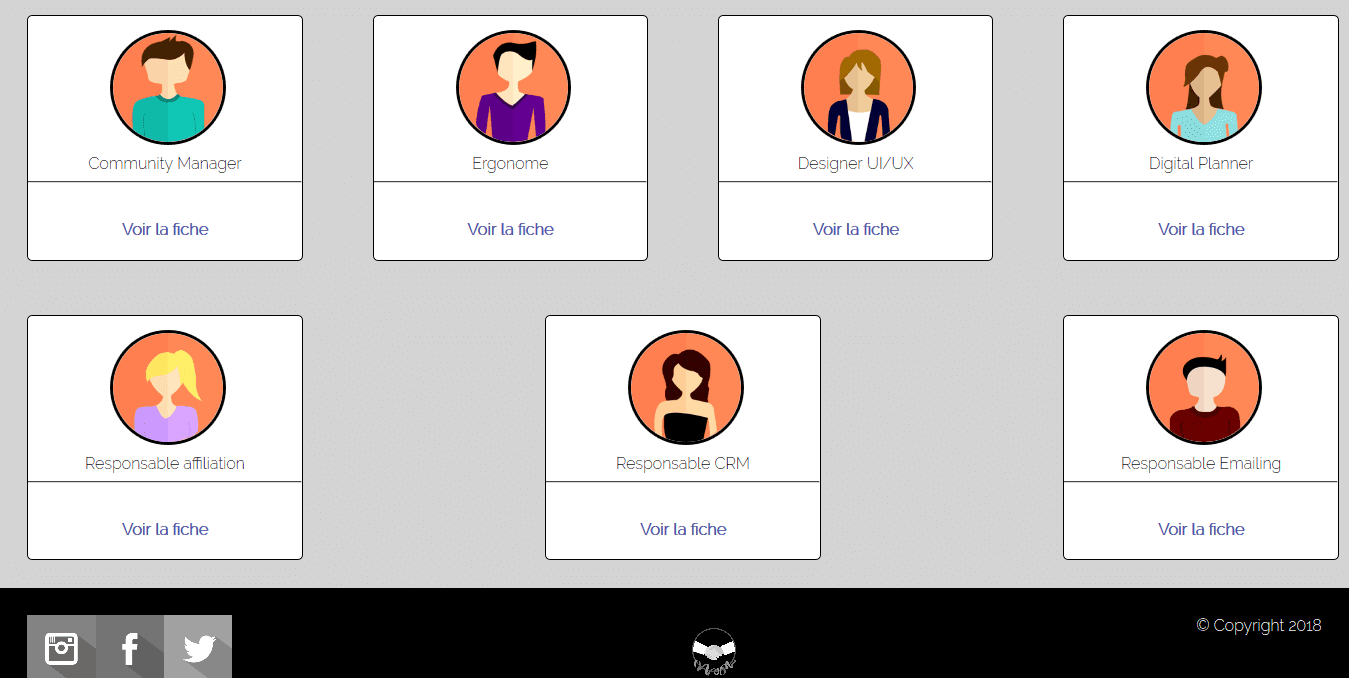 Community Manager
Ergonome
Designer UI/UX
Digital Planner
Voir la fiche
Voir la fiche
Voir la fiche
Voir la fiche
Responsable affiliation
Responsable CRM
Responsable Emailing
Voir la fiche
Voir la fiche
Voir la fiche
© Copyright 2018